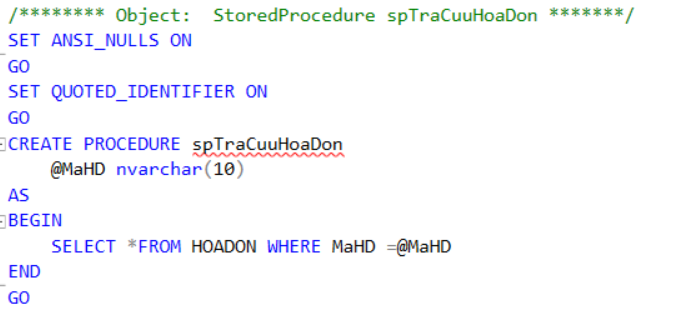 /******** Object:  StoredProcedure spTraCuuHoaDon *******/
SET ANSI_NULLS ON
GO
SET QUOTED_IDENTIFIER ON
GO
CREATE PROCEDURE spTraCuuHoaDon
    @MaHD nvarchar(10)
AS
BEGIN
    SELECT *FROM HOADON WHERE MaHD =@MaHD
END
GO